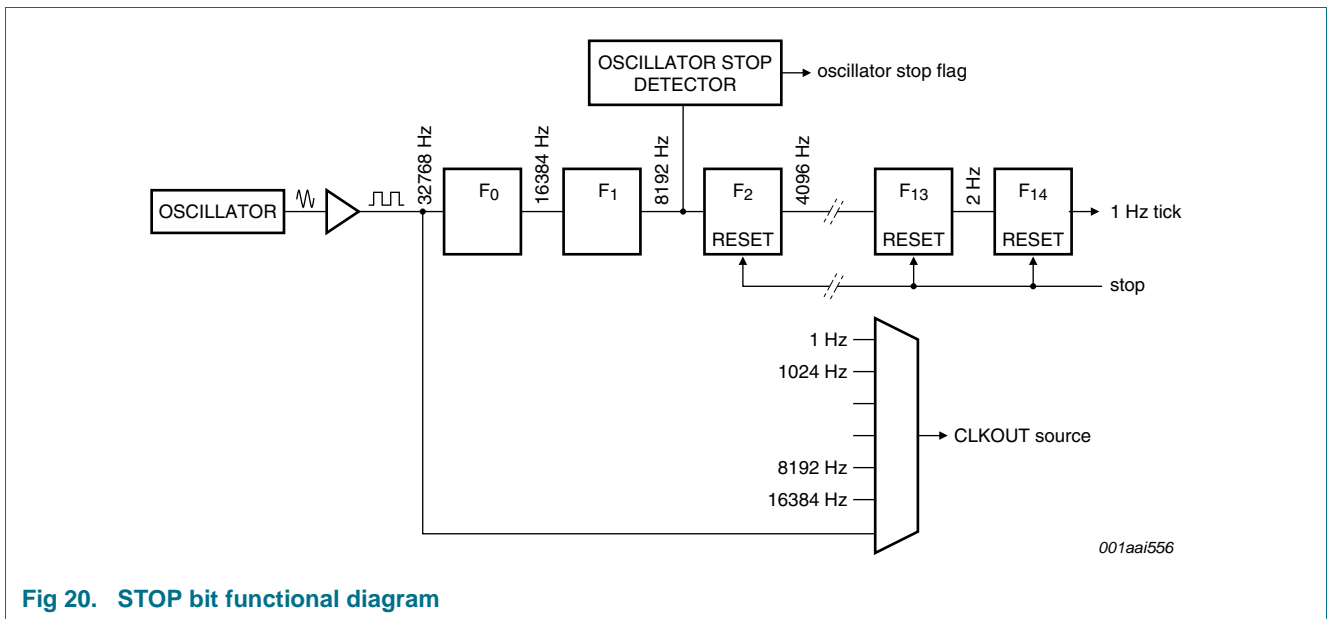 OSCILLATOR STOP
DETECTOR
oscillator stop flag
32768 Hz
16384 Hz
8192 Hz
4096 Hz
2 Hz
OSCILLATOR
F0
F1
F2
RESET
F13
RESET
F14
RESET
1 Hz tick
stop
1 Hz
1024 Hz
CLKOUT source
8192 Hz
16384 Hz
001aai556
Fig 20. STOP bit functional diagram